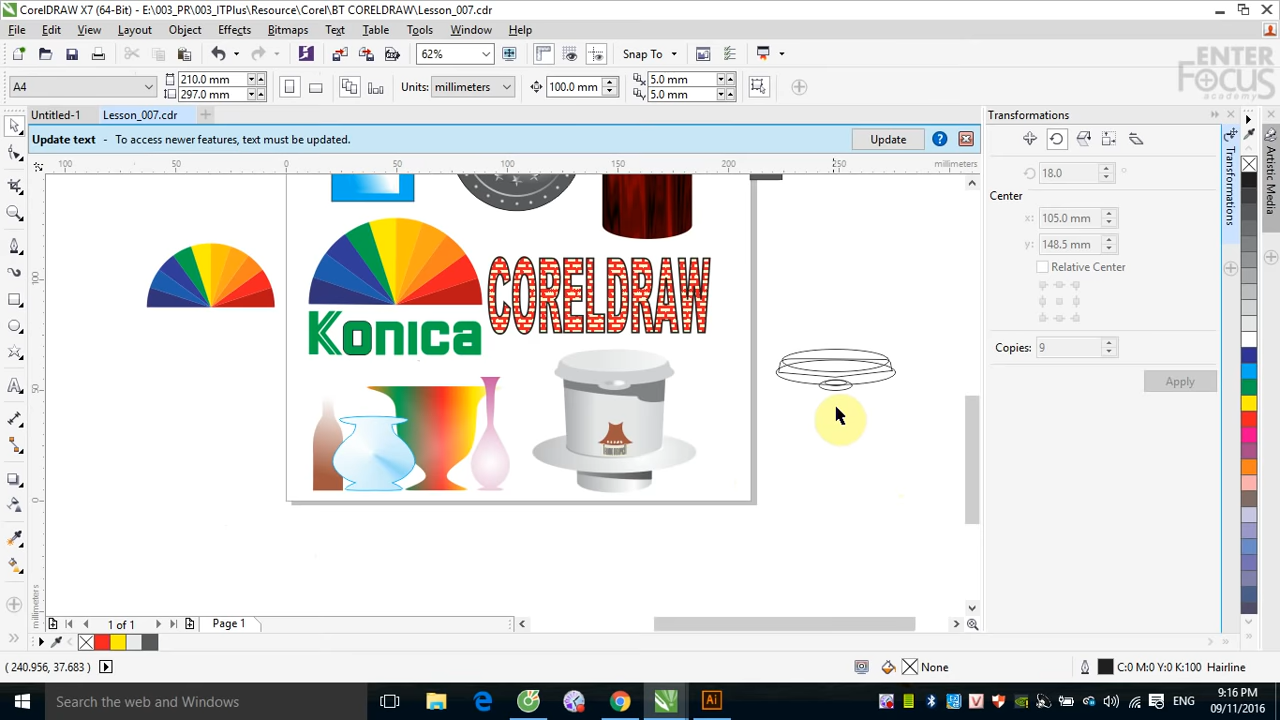 CorelDRAW X7 (64-Bit) - E:\003_PR\003_ITPlus\Resource\Corel\BT CORELDRAW\Lesson_007.cdr
File Edit View Layout Object Effects Bitmaps Text Table Tools Window Help
62% Snap To
ENTER
FOCUS
academy
A4 210.0 mm 297.0 mm Units: millimeters 100.0 mm 5.0 mm 5.0 mm
Untitled-1 Lesson_007.cdr
Update text - To access newer features, text must be updated. Update
Transformations
100 50 0 50 100 150 200 250 millimeters
18.0 °
Center
x: 105.0 mm
y: 148.5 mm
Relative Center
Copies: 9
Apply
Transformations
Artistic Media
100
50
0
millimeters
CORELDRAW
Konica
1 of 1 Page 1
(240.956, 37.683) None C:0 M:0 Y:0 K:100 Hairline
Search the web and Windows
ENG
9:16 PM
09/11/2016